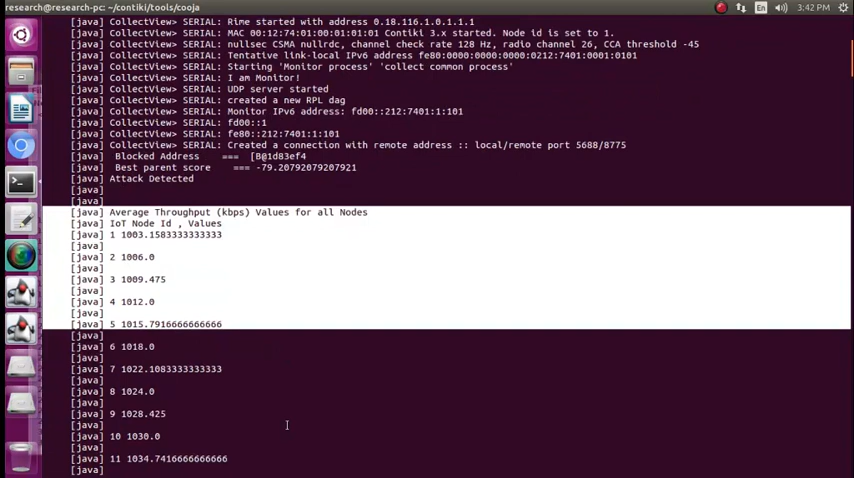 research@research-pc: ~/contiki/tools/cooja
En
3:42 PM
[java] CollectView> SERIAL: Rime started with address 0.18.116.1.0.1.1.1
[java] CollectView> SERIAL: MAC 00:12:74:01:00:01:01:01 Contiki 3.x started. Node id is set to 1.
[java] CollectView> SERIAL: nullsec CSMA nullrdc, channel check rate 128 Hz, radio channel 26, CCA threshold -45
[java] CollectView> SERIAL: Tentative link-local IPv6 address fe80:0000:0000:0000:0212:7401:0001:0101
[java] CollectView> SERIAL: Starting 'Monitor process' 'collect common process'
[java] CollectView> SERIAL: I am Monitor!
[java] CollectView> SERIAL: UDP server started
[java] CollectView> SERIAL: created a new RPL dag
[java] CollectView> SERIAL: Monitor IPv6 address: fd00::212:7401:1:101
[java] CollectView> SERIAL: fd00::1
[java] CollectView> SERIAL: fe80::212:7401:1:101
[java] CollectView> SERIAL: Created a connection with remote address :: local/remote port 5688/8775
[java] Blocked Address === [B@1d83ef4
[java] Best parent score === -79.20792079207921
[java] Attack Detected
[java]
[java]
[java] Average Throughput (kbps) Values for all Nodes
[java] IoT Node Id , Values
[java] 1 1003.1583333333333
[java]
[java] 2 1006.0
[java]
[java] 3 1009.475
[java]
[java] 4 1012.0
[java]
[java] 5 1015.7916666666666
[java]
[java] 6 1018.0
[java]
[java] 7 1022.1083333333333
[java]
[java] 8 1024.0
[java]
[java] 9 1028.425
[java]
[java] 10 1030.0
[java]
[java] 11 1034.7416666666666
[java]